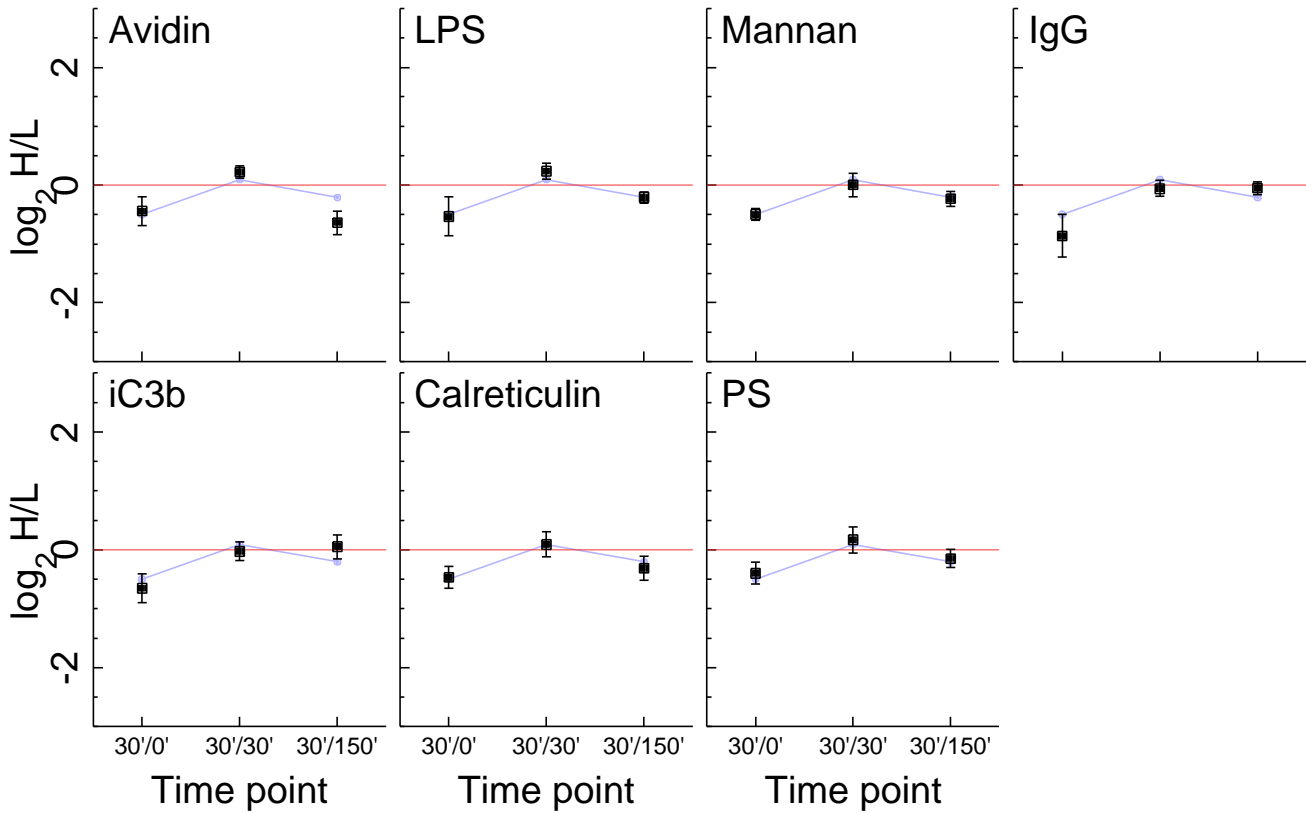 Avidin
LPS
Mannan
IgG
2
0
-2
log2 H/L
iC3b
Calreticulin
PS
2
0
-2
log2 H/L
30'/0' 30'/30' 30'/150'
30'/0' 30'/30' 30'/150'
30'/0' 30'/30' 30'/150'
Time point
Time point
Time point